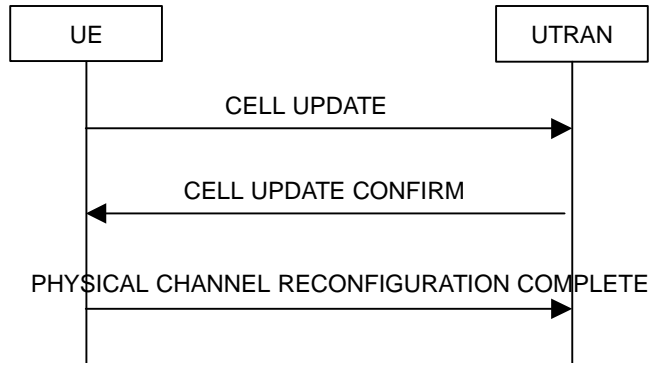 UE
UTRAN
CELL UPDATE
CELL UPDATE CONFIRM
PHYSICAL CHANNEL RECONFIGURATION COMPLETE